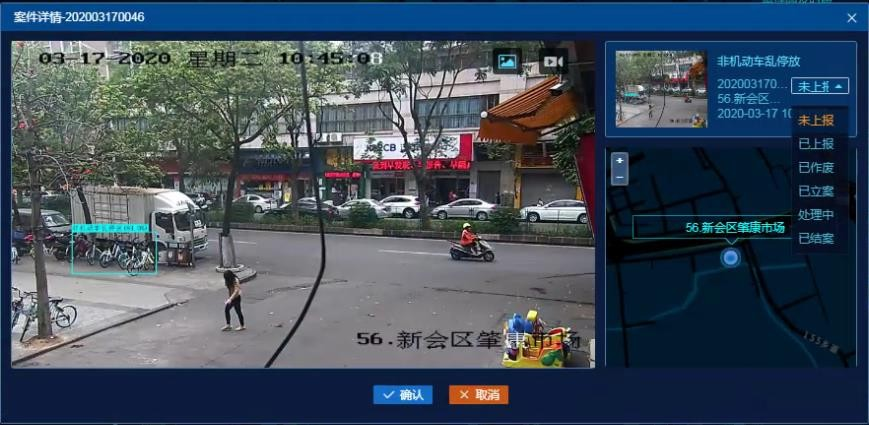 案件详情-202003170046
03-17-2020 星期二 10:45:08
非机动车乱停放
202003170...
未上报
56.新会区...
2020-03-17 10
未上报
已上报
已作废
已立案
处理中
已结案
+
−
56.新会区肇康市场
56.新会区肇康市场
确认
取消